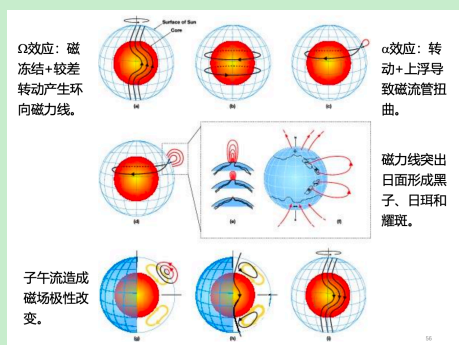 Ω效应：磁
冻结+较差
转动产生环
向磁力线。
Surface of Sun
Core
(a)
(b)
(c)
α效应：转
动+上浮导
致磁流管扭
曲。
(d)
(e)
(f)
磁力线突出
日面形成黑
子、日珥和
耀斑。
子午流造成
磁场极性改
变。
(g)
(h)
(i)
56